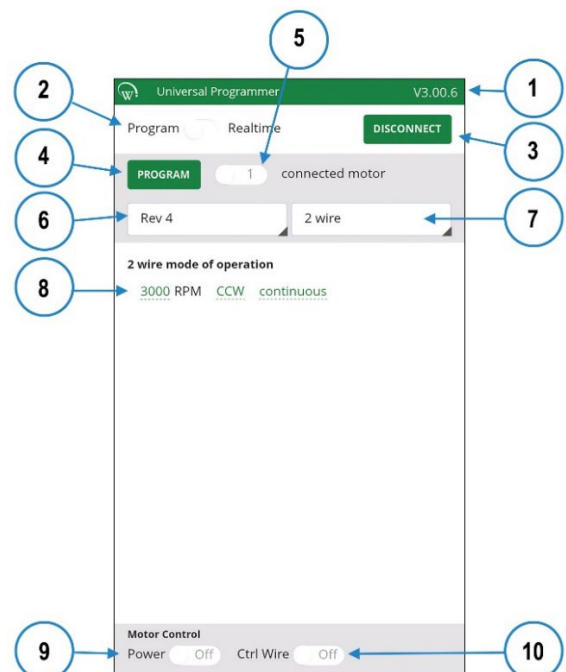 5
2
W
Universal Programmer
V3.00.6
1
Program
Realtime
DISCONNECT
3
4
PROGRAM
1
connected motor
6
Rev 4
2 wire
7
2 wire mode of operation
8
3000 RPM CCW continuous
Motor Control
9
Power Off Ctrl Wire Off
10